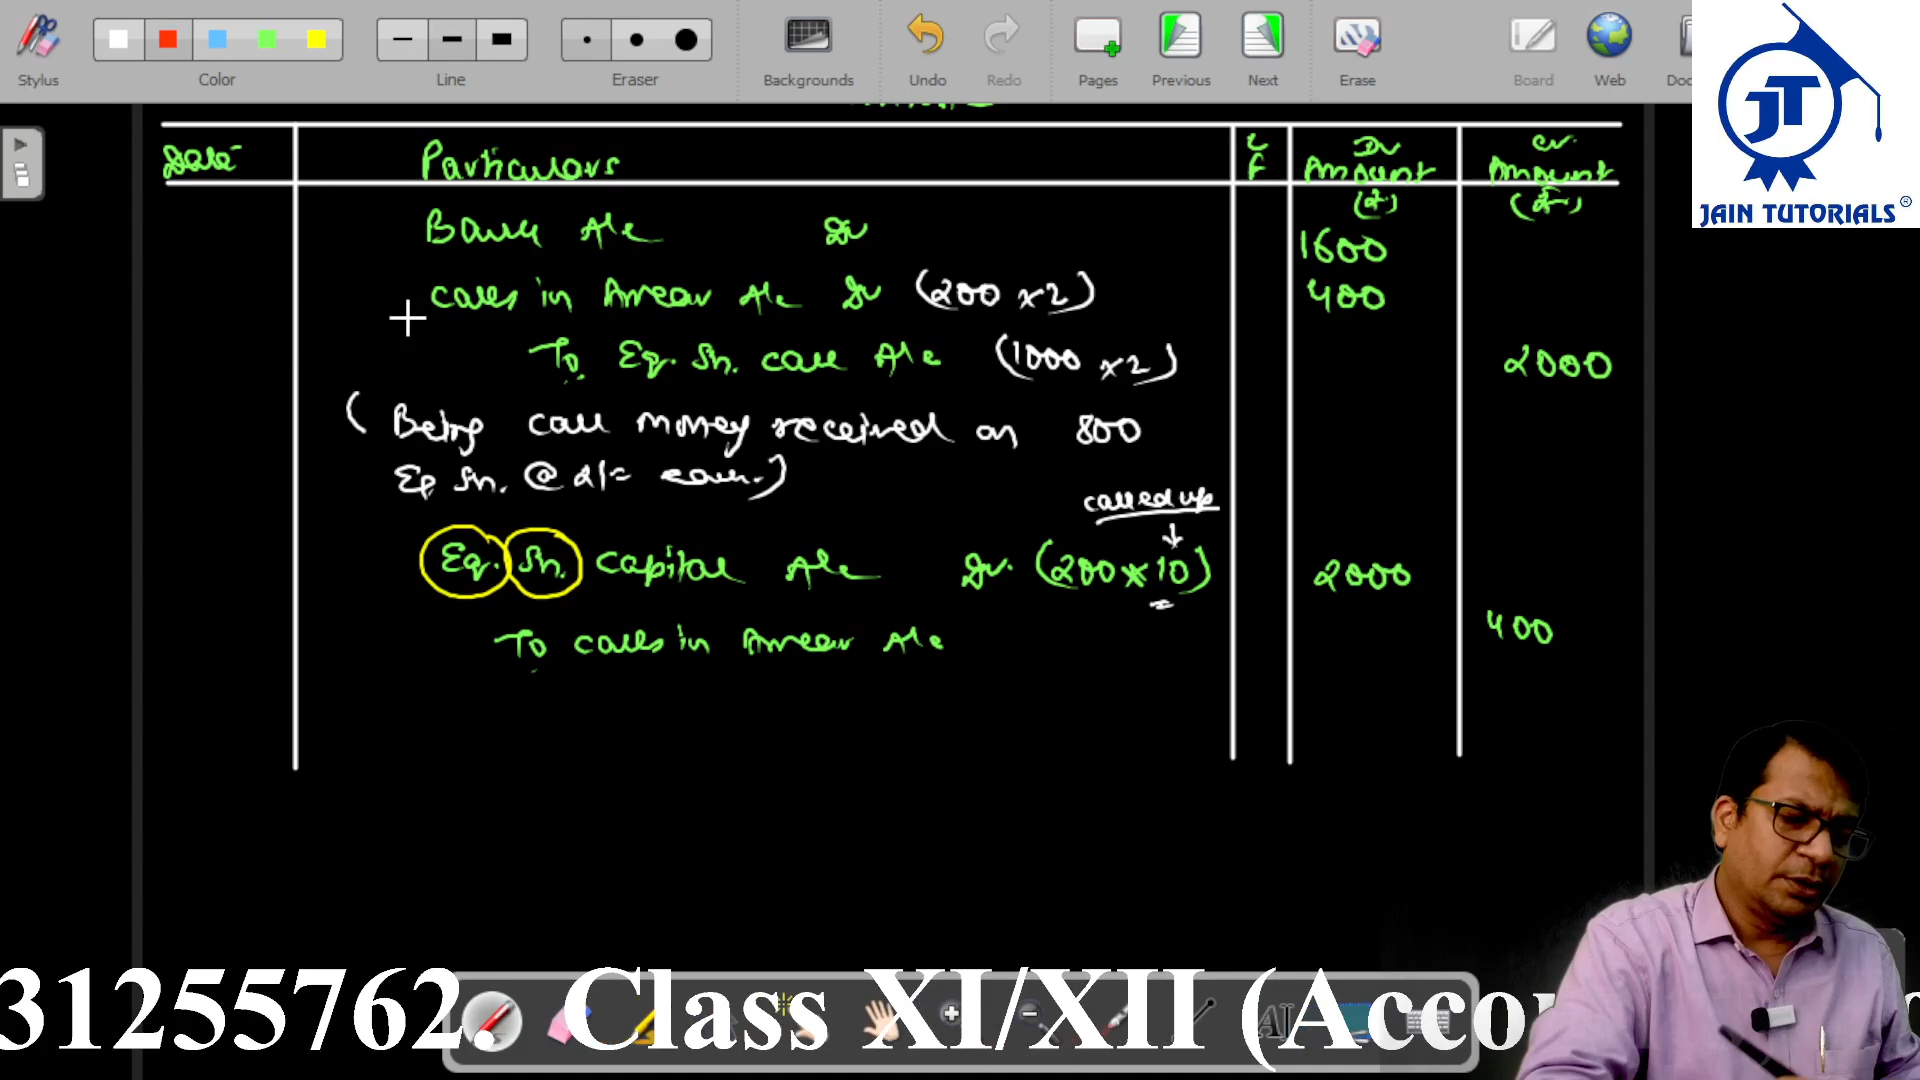 Stylus
Color
Line
Eraser
Backgrounds
Undo
Redo
Pages
Previous
Next
Erase
Board
Web
JT
JAIN TUTORIALS®
Date Particulars L F Dr Amount (₹) Cr. Amount (₹)
Bank A/c Dr 1600
Calls in Arrear A/c Dr (200 × 2) 400
To Eq. Sh. Call A/c (1000 × 2) 2000
(Being call money received on 800
Eq Sh. @ 2/= each.)
called up
Eq. Sh. Capital A/c Dr. (200 × 10) 2000
To Calls in Arrear A/c 400
31255762. Class XI/XII (Acco